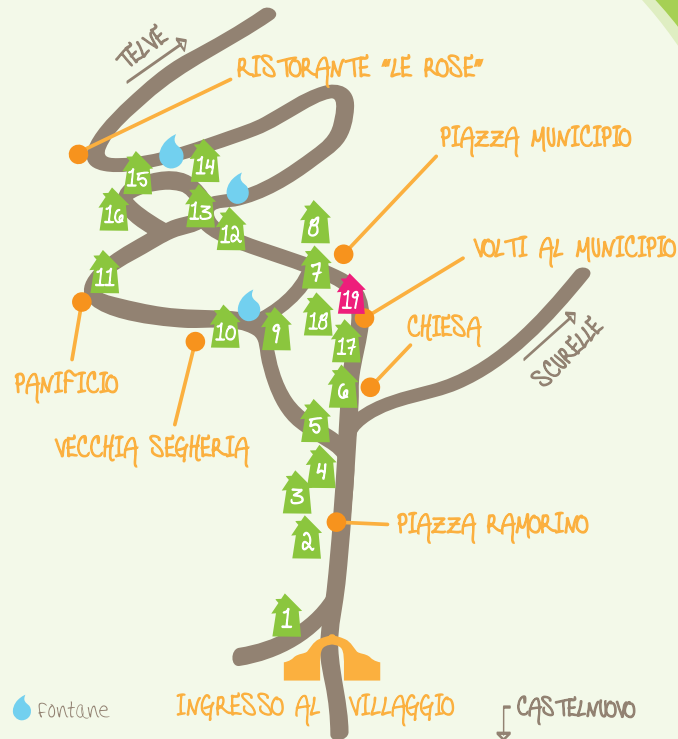 TELVE
RISTORANTE "LE ROSE"
PIAZZA MUNICIPIO
14
15
16
13
8
12
VOLTI AL MUNICIPIO
7
11
19
18
CHIESA
10
9
17
SCURELLE
PANIFICIO
6
5
VECCHIA SEGHERIA
4
3
PIAZZA RAMORINO
2
1
INGRESSO AL VILLAGGIO
fontane
CASTELNUOVO